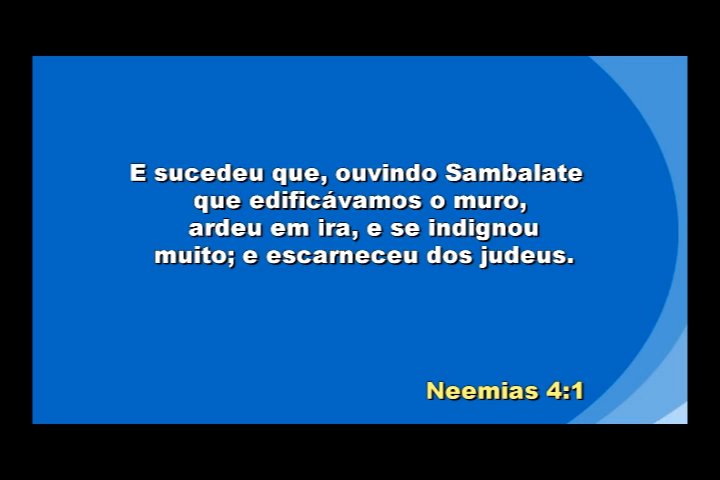 E sucedeu que, ouvindo Sambalate
que edificávamos o muro,
ardeu em ira, e se indignou
muito; e escarneceu dos judeus.
Neemias 4:1